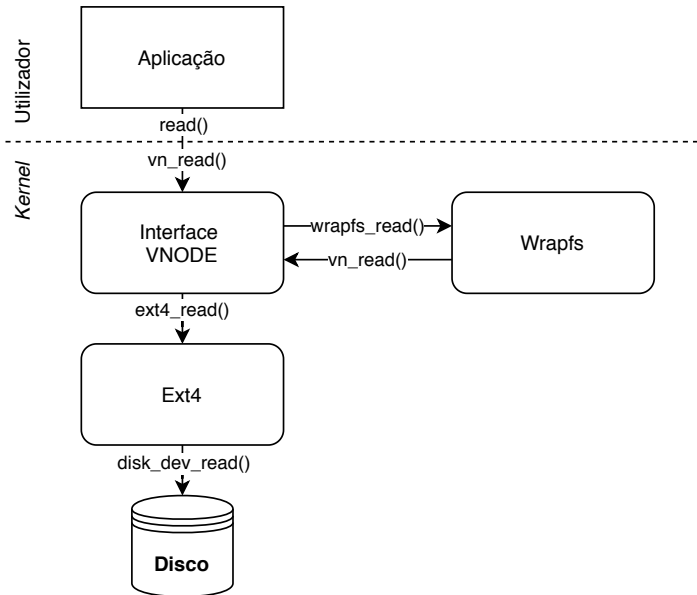 Utilizador
Aplicação
read()
Kernel
vn_read()
Interface
VNODE
wrapfs_read()
vn_read()
Wrapfs
ext4_read()
Ext4
disk_dev_read()
Disco